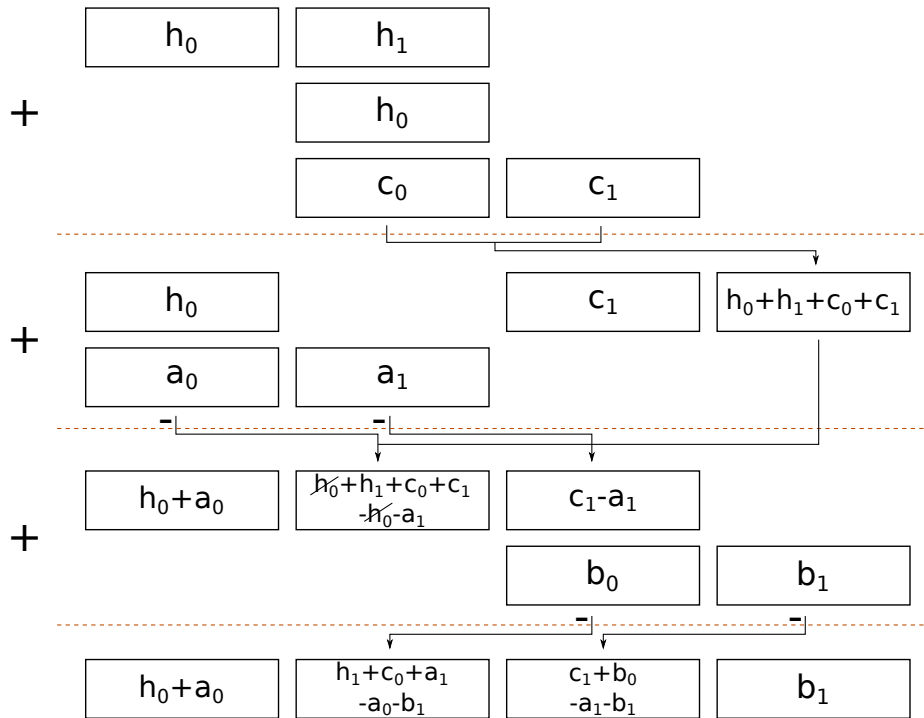 h₀ h₁
+ h₀
c₀ c₁
h₀ c₁ h₀+h₁+c₀+c₁
+
a₀ a₁
- -
h₀+a₀ h₀+h₁+c₀+c₁ c₁-a₁
-h₀-a₁
+
b₀ b₁
- -
h₀+a₀ h₁+c₀+a₁ c₁+b₀ b₁
-a₀-b₁ -a₁-b₁